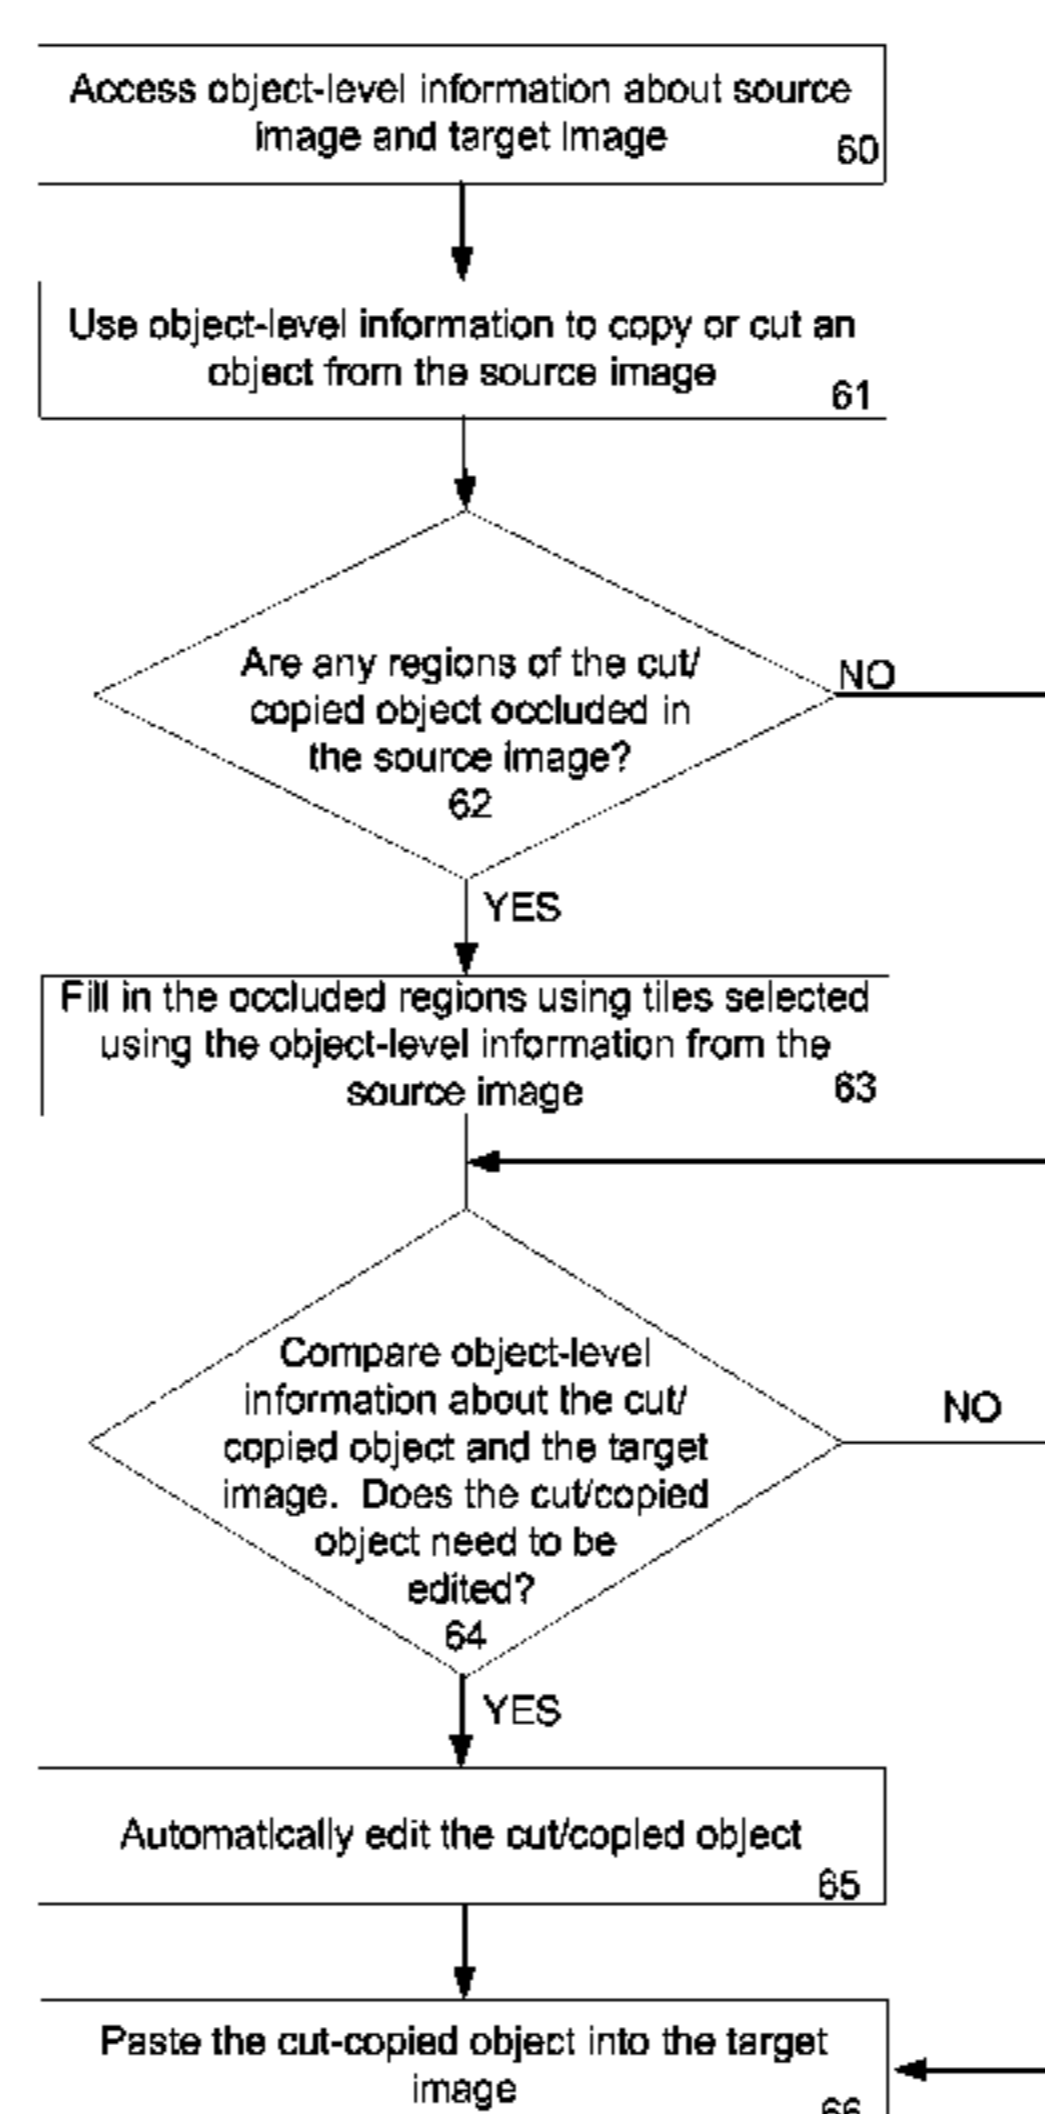 Access object-level information about source
image and target image
60
Use object-level information to copy or cut an
object from the source image
61
Are any regions of the cut/
copied object occluded in
the source image?
62
NO
YES
Fill in the occluded regions using tiles selected
using the object-level information from the
source image
63
Compare object-level
information about the cut/
copied object and the target
image. Does the cut/copied
object need to be
edited?
64
NO
YES
Automatically edit the cut/copied object
65
Paste the cut-copied object into the target
image
66